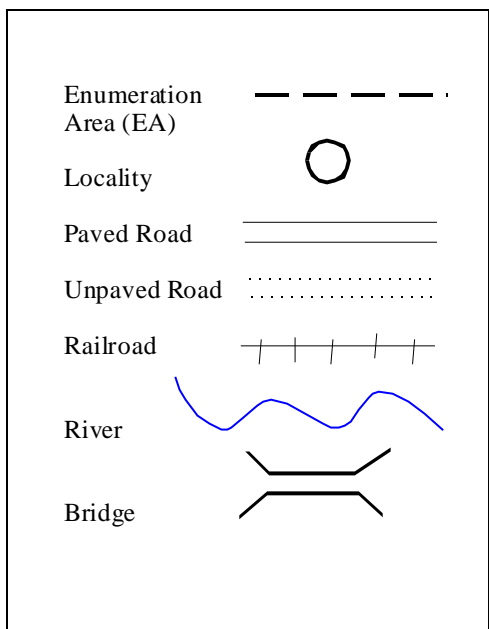 Enumeration
Area (EA)
Locality
Paved Road
Unpaved Road
Railroad
River
Bridge